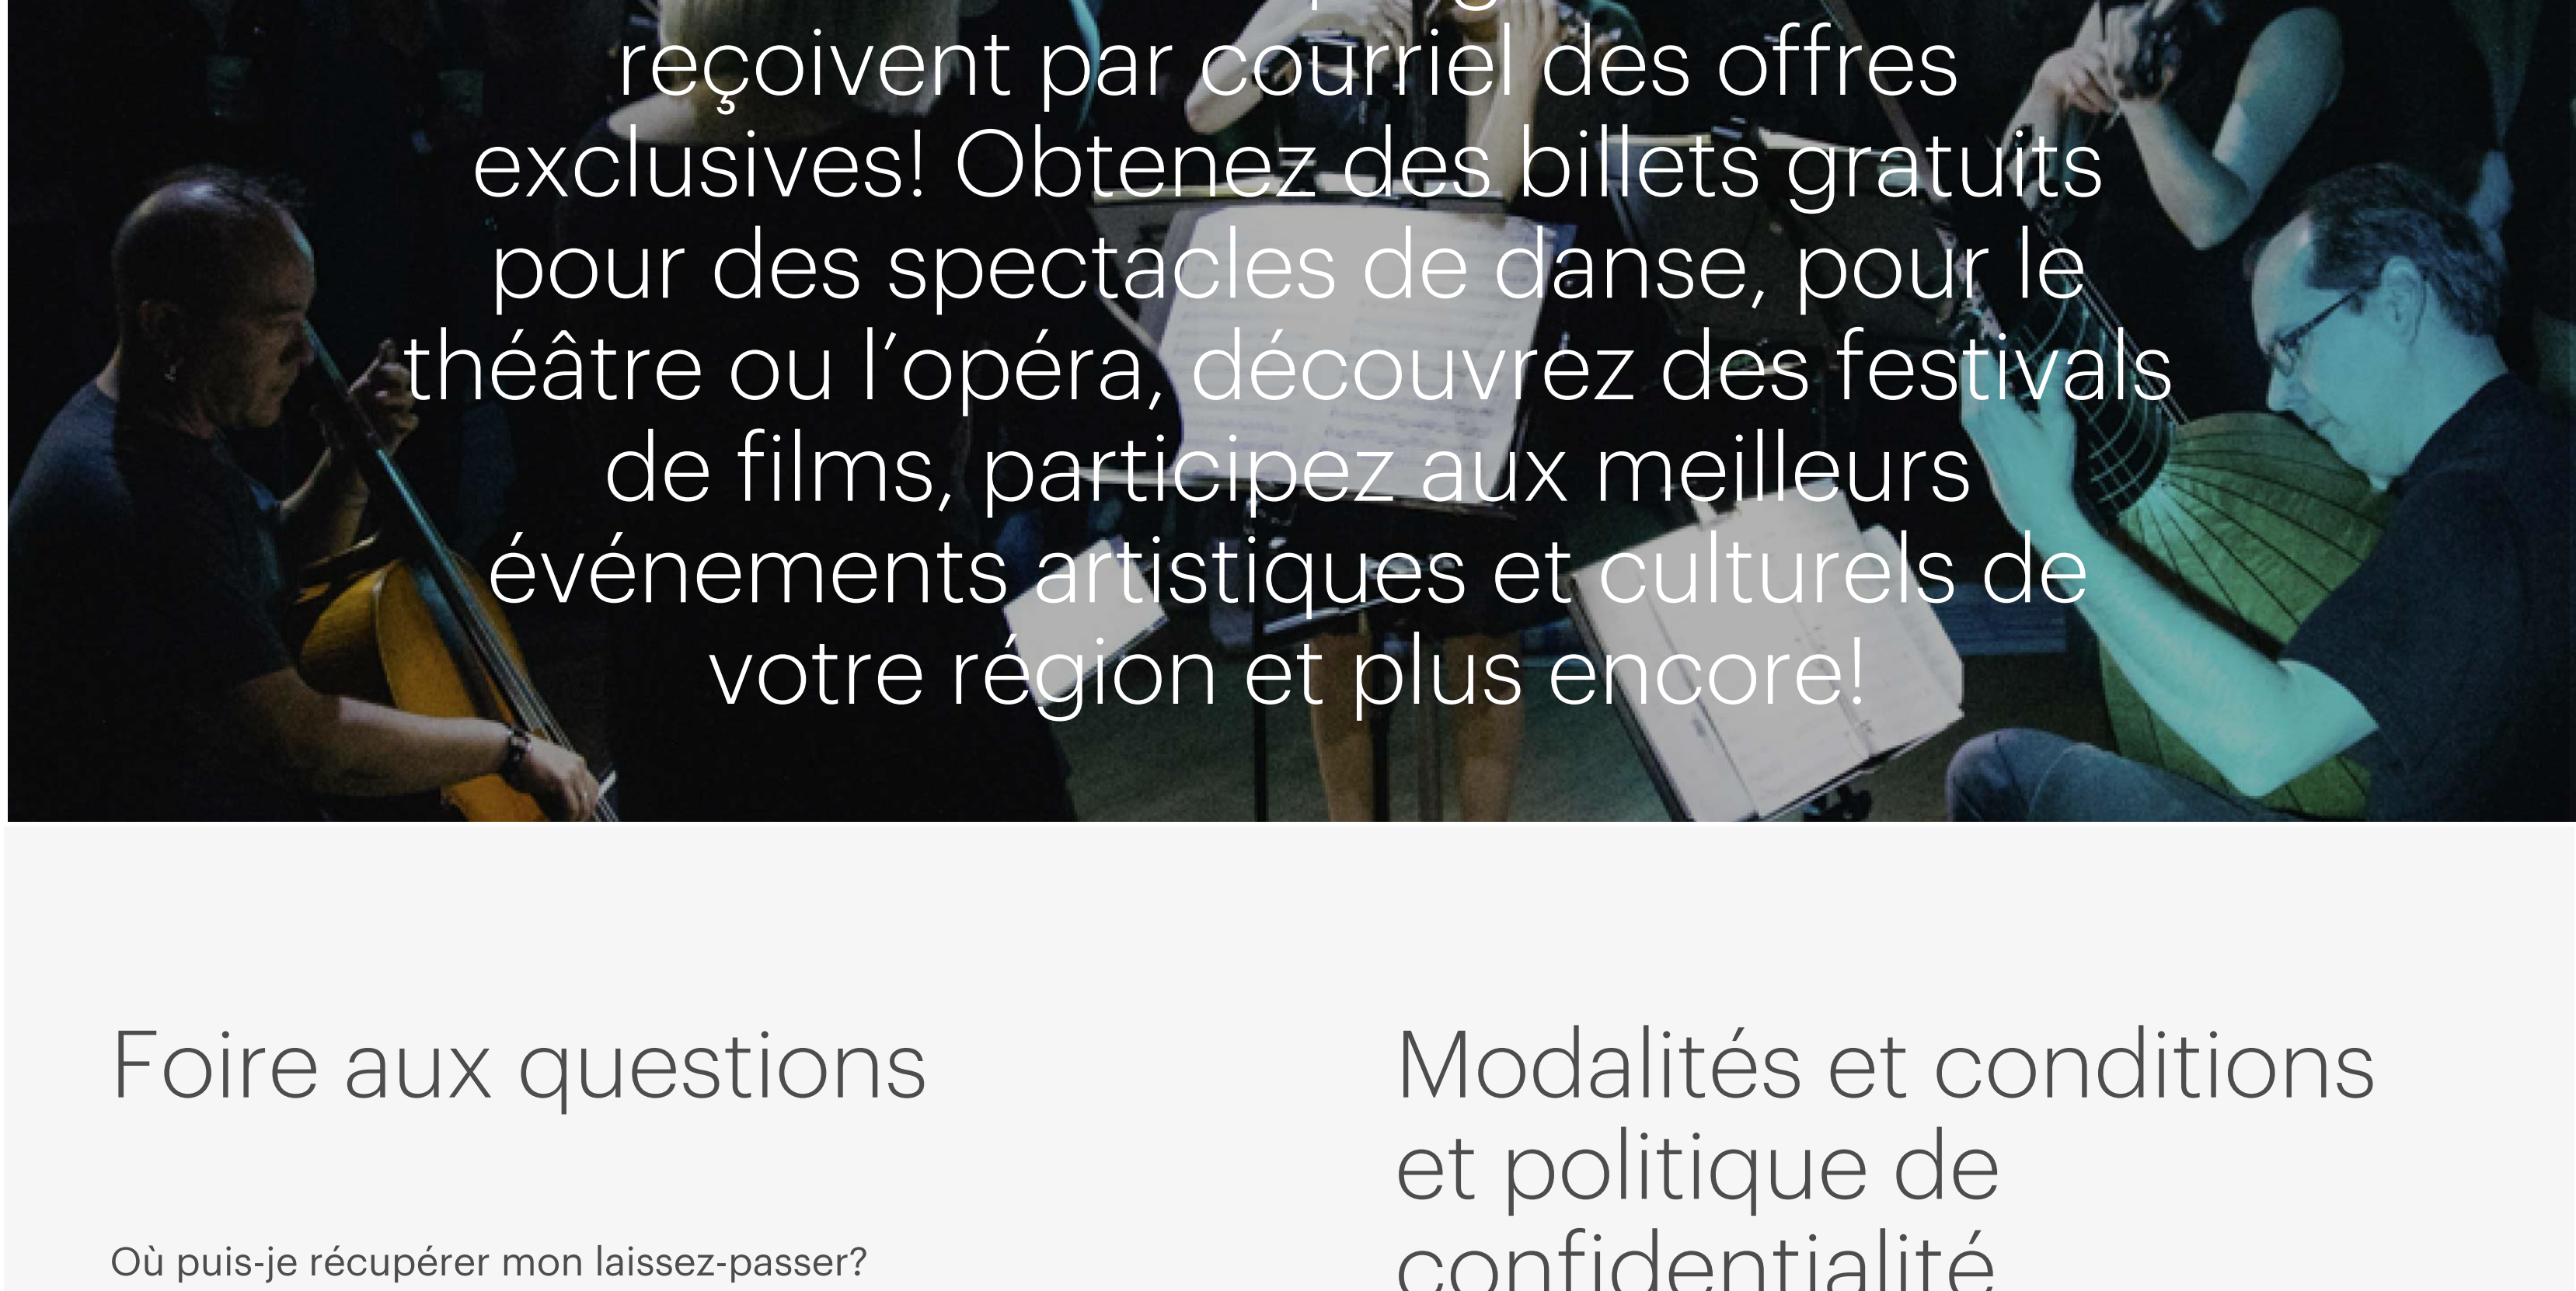 reçoivent par courriel des offres
exclusives! Obtenez des billets gratuits
pour des spectacles de danse, pour le
théâtre ou l’opéra, découvrez des festivals
de films, participez aux meilleurs
événements artistiques et culturels de
votre région et plus encore!
Foire aux questions
Où puis-je récupérer mon laissez-passer?
Modalités et conditions
et politique de
confidentialité